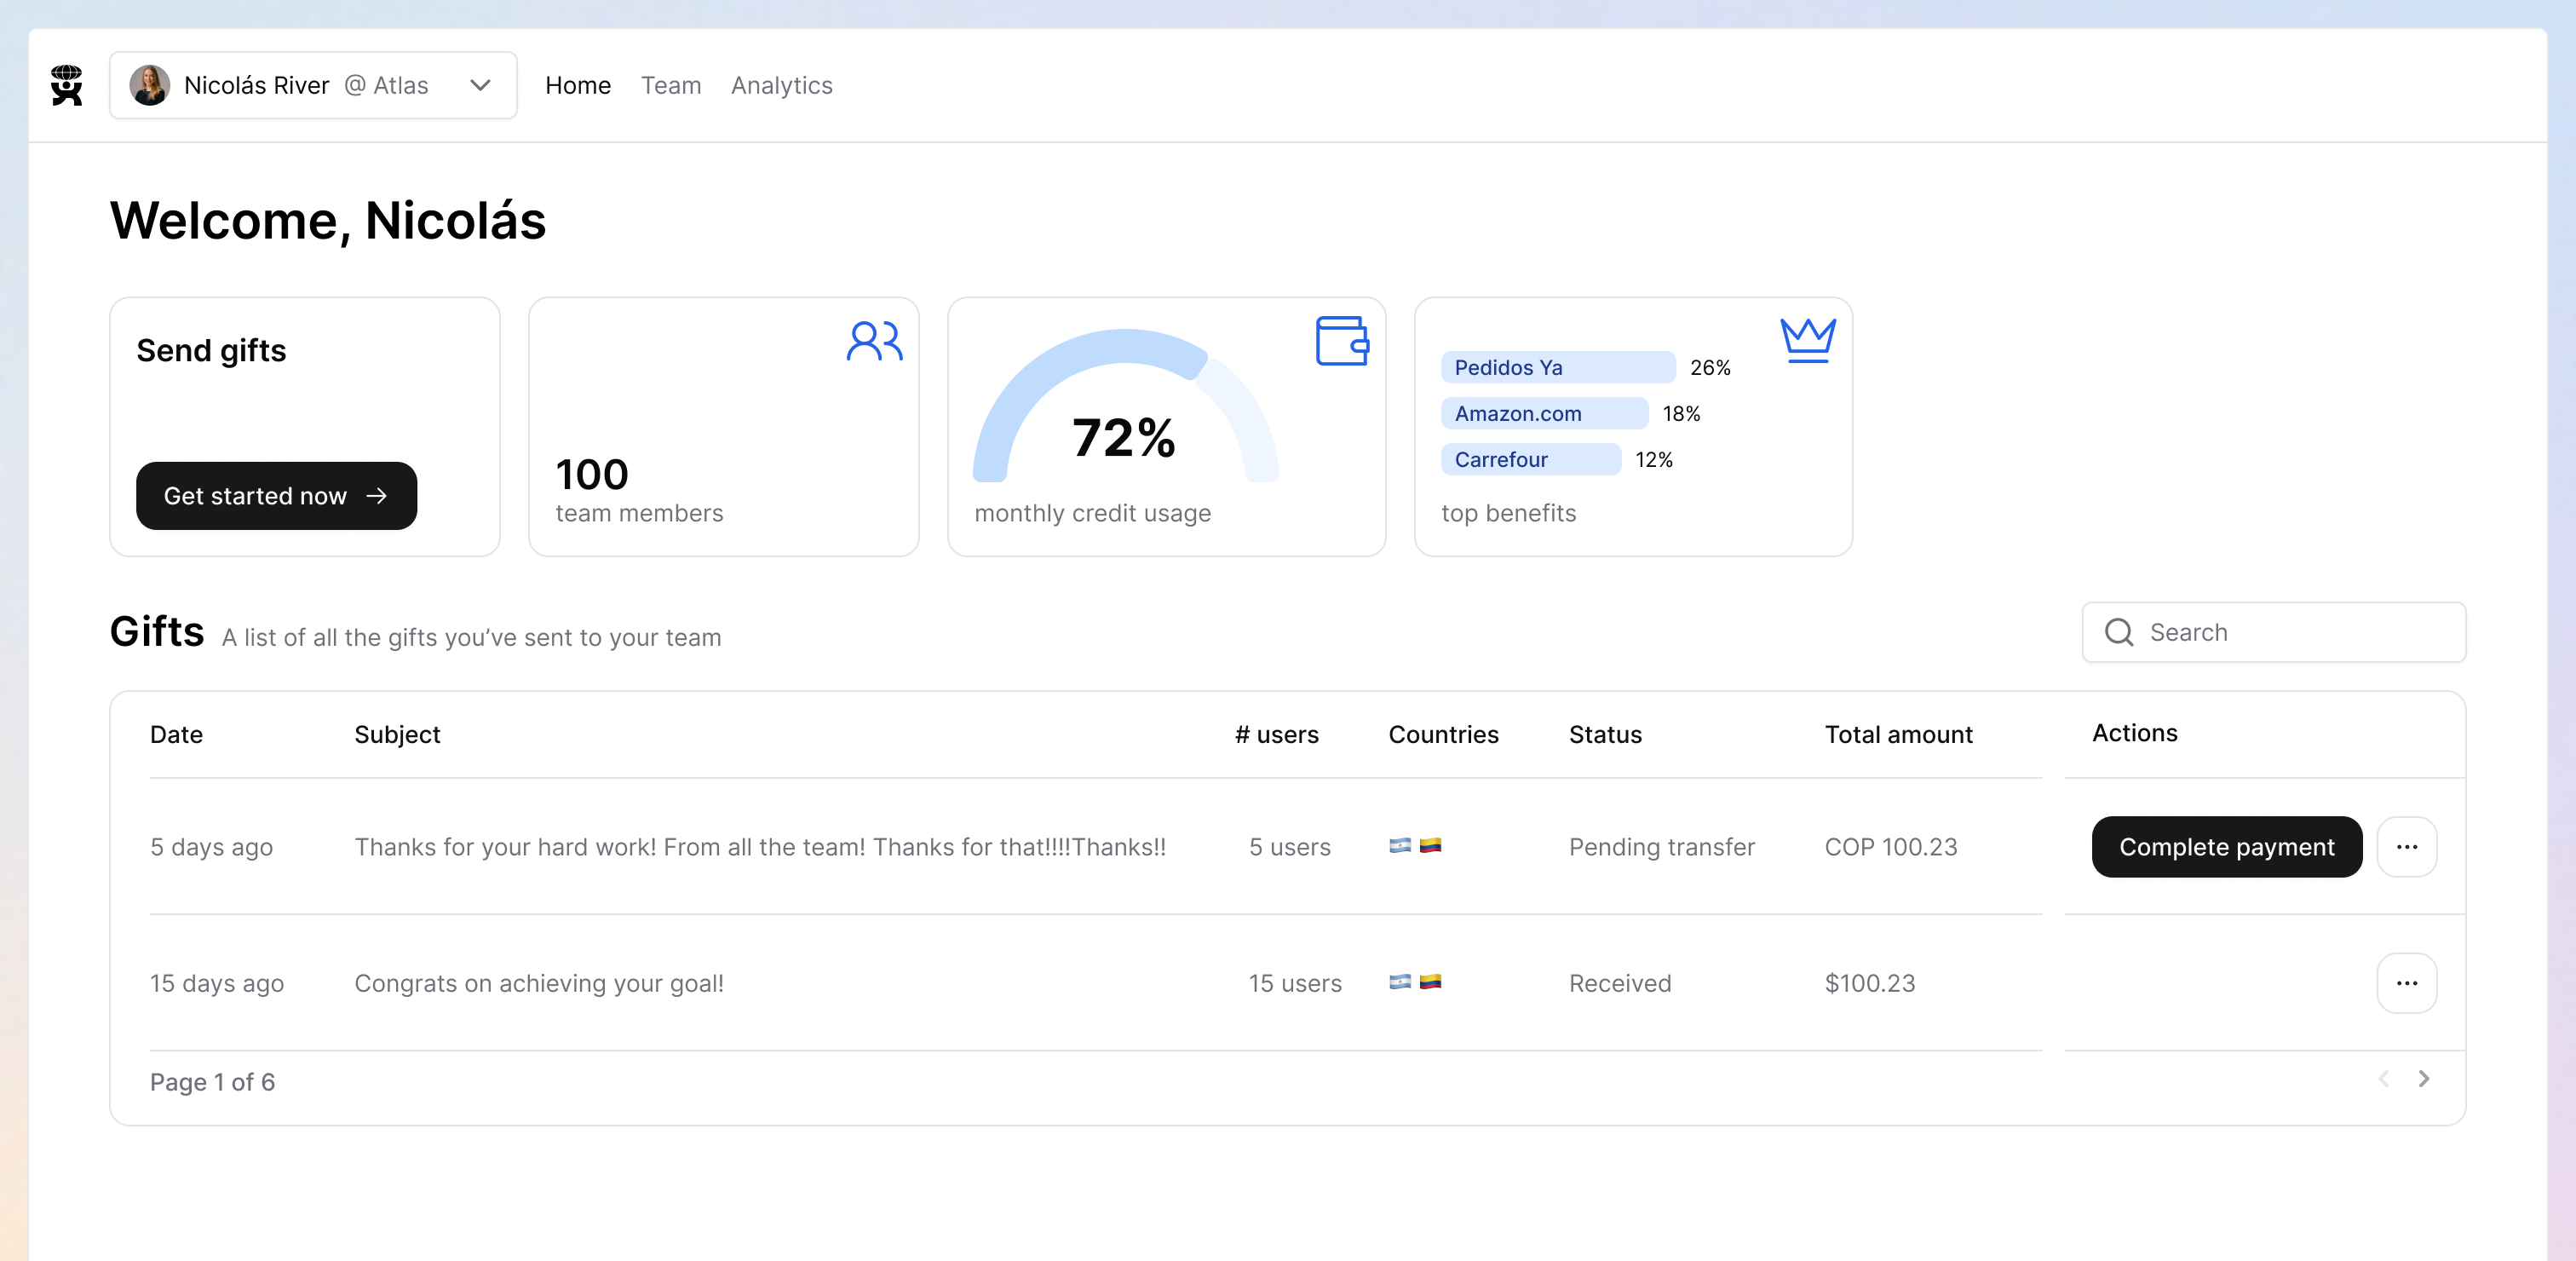 Nicolás River @ Atlas
Home Team Analytics
Welcome, Nicolás
Send gifts
Get started now →
100
team members
72%
monthly credit usage
Pedidos Ya 26%
Amazon.com 18%
Carrefour 12%
top benefits
Gifts A list of all the gifts you’ve sent to your team
Search
Date Subject # users Countries Status Total amount Actions
5 days ago Thanks for your hard work! From all the team! Thanks for that!!!!Thanks!! 5 users Pending transfer COP 100.23 Complete payment
15 days ago Congrats on achieving your goal! 15 users Received $100.23
Page 1 of 6